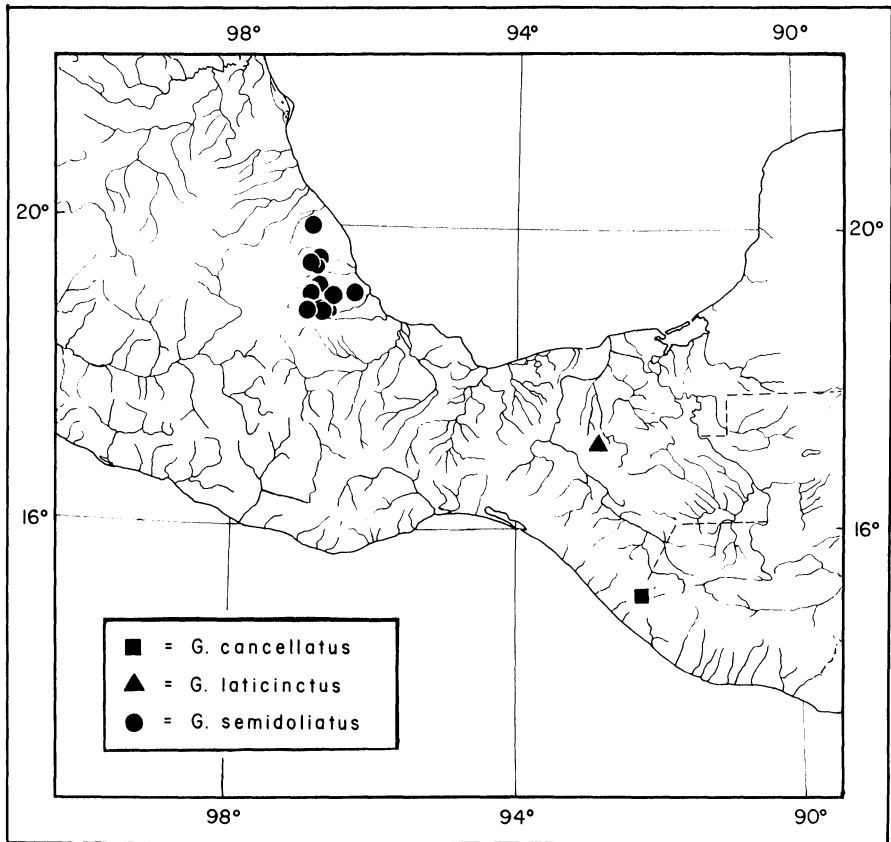 98° 94° 90°
20° 20°
16° 16°
■ = G. cancellatus
▲ = G. laticinctus
● = G. semidoliatus
98° 94° 90°